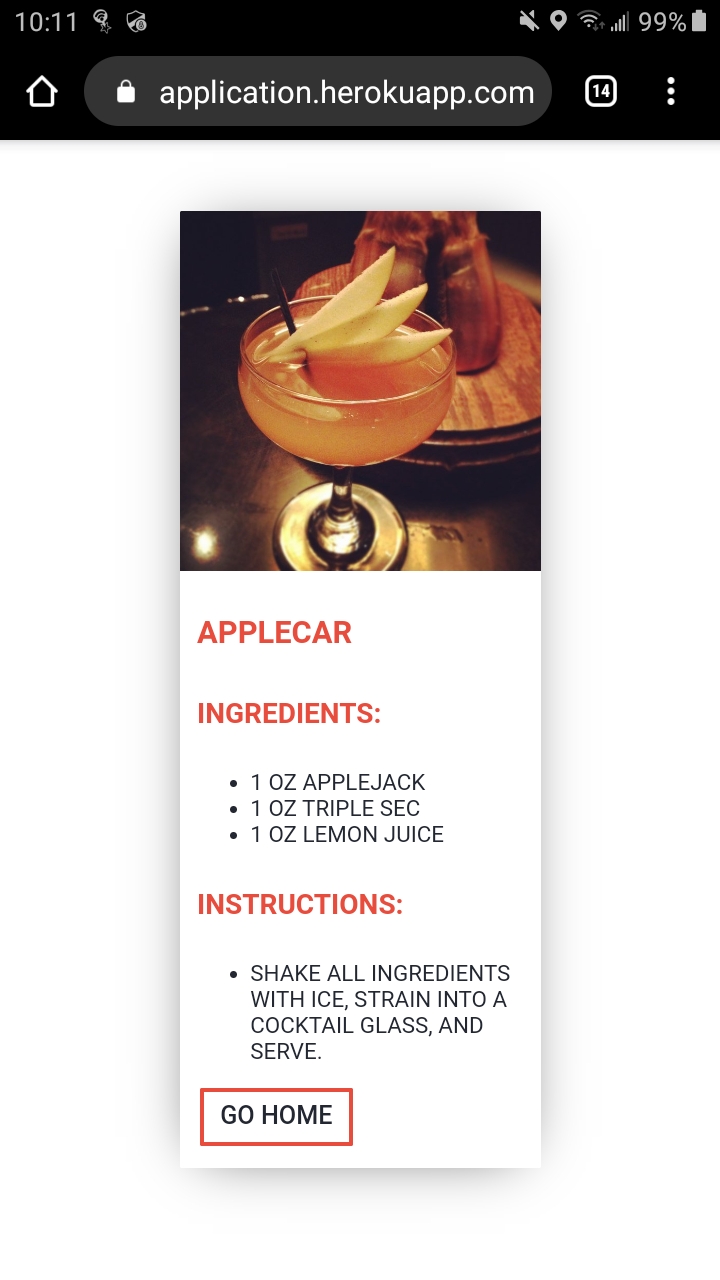 10:11
99%
application.herokuapp.com
14
APPLECAR
INGREDIENTS:
1 OZ APPLEJACK
1 OZ TRIPLE SEC
1 OZ LEMON JUICE
INSTRUCTIONS:
SHAKE ALL INGREDIENTS
WITH ICE, STRAIN INTO A
COCKTAIL GLASS, AND
SERVE.
GO HOME